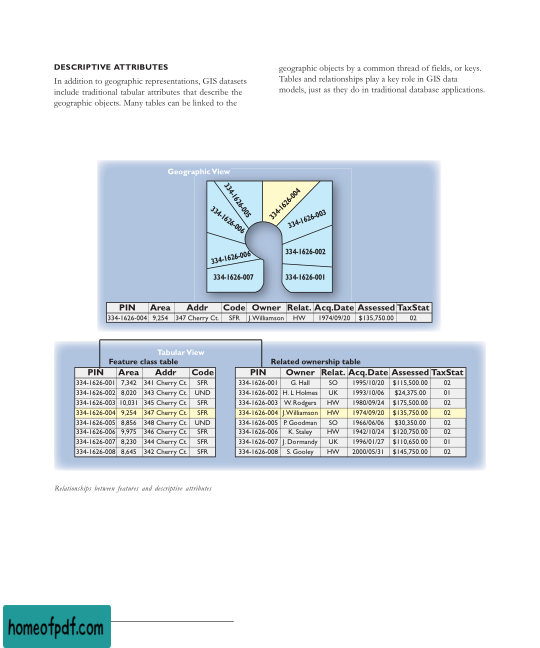 DESCRIPTIVE ATTRIBUTES
In addition to geographic representations, GIS datasets
include traditional tabular attributes that describe the
geographic objects. Many tables can be linked to the
geographic objects by a common thread of fields, or keys.
Tables and relationships play a key role in GIS data
models, just as they do in traditional database applications.
Geographic View
334-1626-005
334-1626-004
334-1626-006
334-1626-003
334-1626-006
334-1626-002
334-1626-007
334-1626-001
PIN Area Addr Code Owner Relat. Acq.Date Assessed TaxStat
334-1626-004 9,254 347 Cherry Ct. SFR J.Williamson HW 1974/09/20 $135,750.00 02
Tabular View
Feature class table
PIN Area Addr Code
334-1626-001 7,342 341 Cherry Ct. SFR
334-1626-002 8,020 343 Cherry Ct. UND
334-1626-003 10,031 345 Cherry Ct. SFR
334-1626-004 9,254 347 Cherry Ct. SFR
334-1626-005 8,856 348 Cherry Ct. UND
334-1626-006 9,975 346 Cherry Ct. SFR
334-1626-007 8,230 344 Cherry Ct. SFR
334-1626-008 8,645 342 Cherry Ct. SFR
Related ownership table
PIN Owner Relat. Acq.Date Assessed TaxStat
334-1626-001 G. Hall SO 1995/10/20 $115,500.00 02
334-1626-002 H. L Holmes UK 1993/10/06 $24,375.00 01
334-1626-003 W. Rodgers HW 1980/09/24 $175,500.00 02
334-1626-004 J.Williamson HW 1974/09/20 $135,750.00 02
334-1626-005 P. Goodman SO 1966/06/06 $30,350.00 02
334-1626-006 K. Staley HW 1942/10/24 $120,750.00 02
334-1626-007 J. Dormandy UK 1996/01/27 $110,650.00 01
334-1626-008 S. Gooley HW 2000/05/31 $145,750.00 02
Relationships between features and descriptive attributes
homeofpdf.com